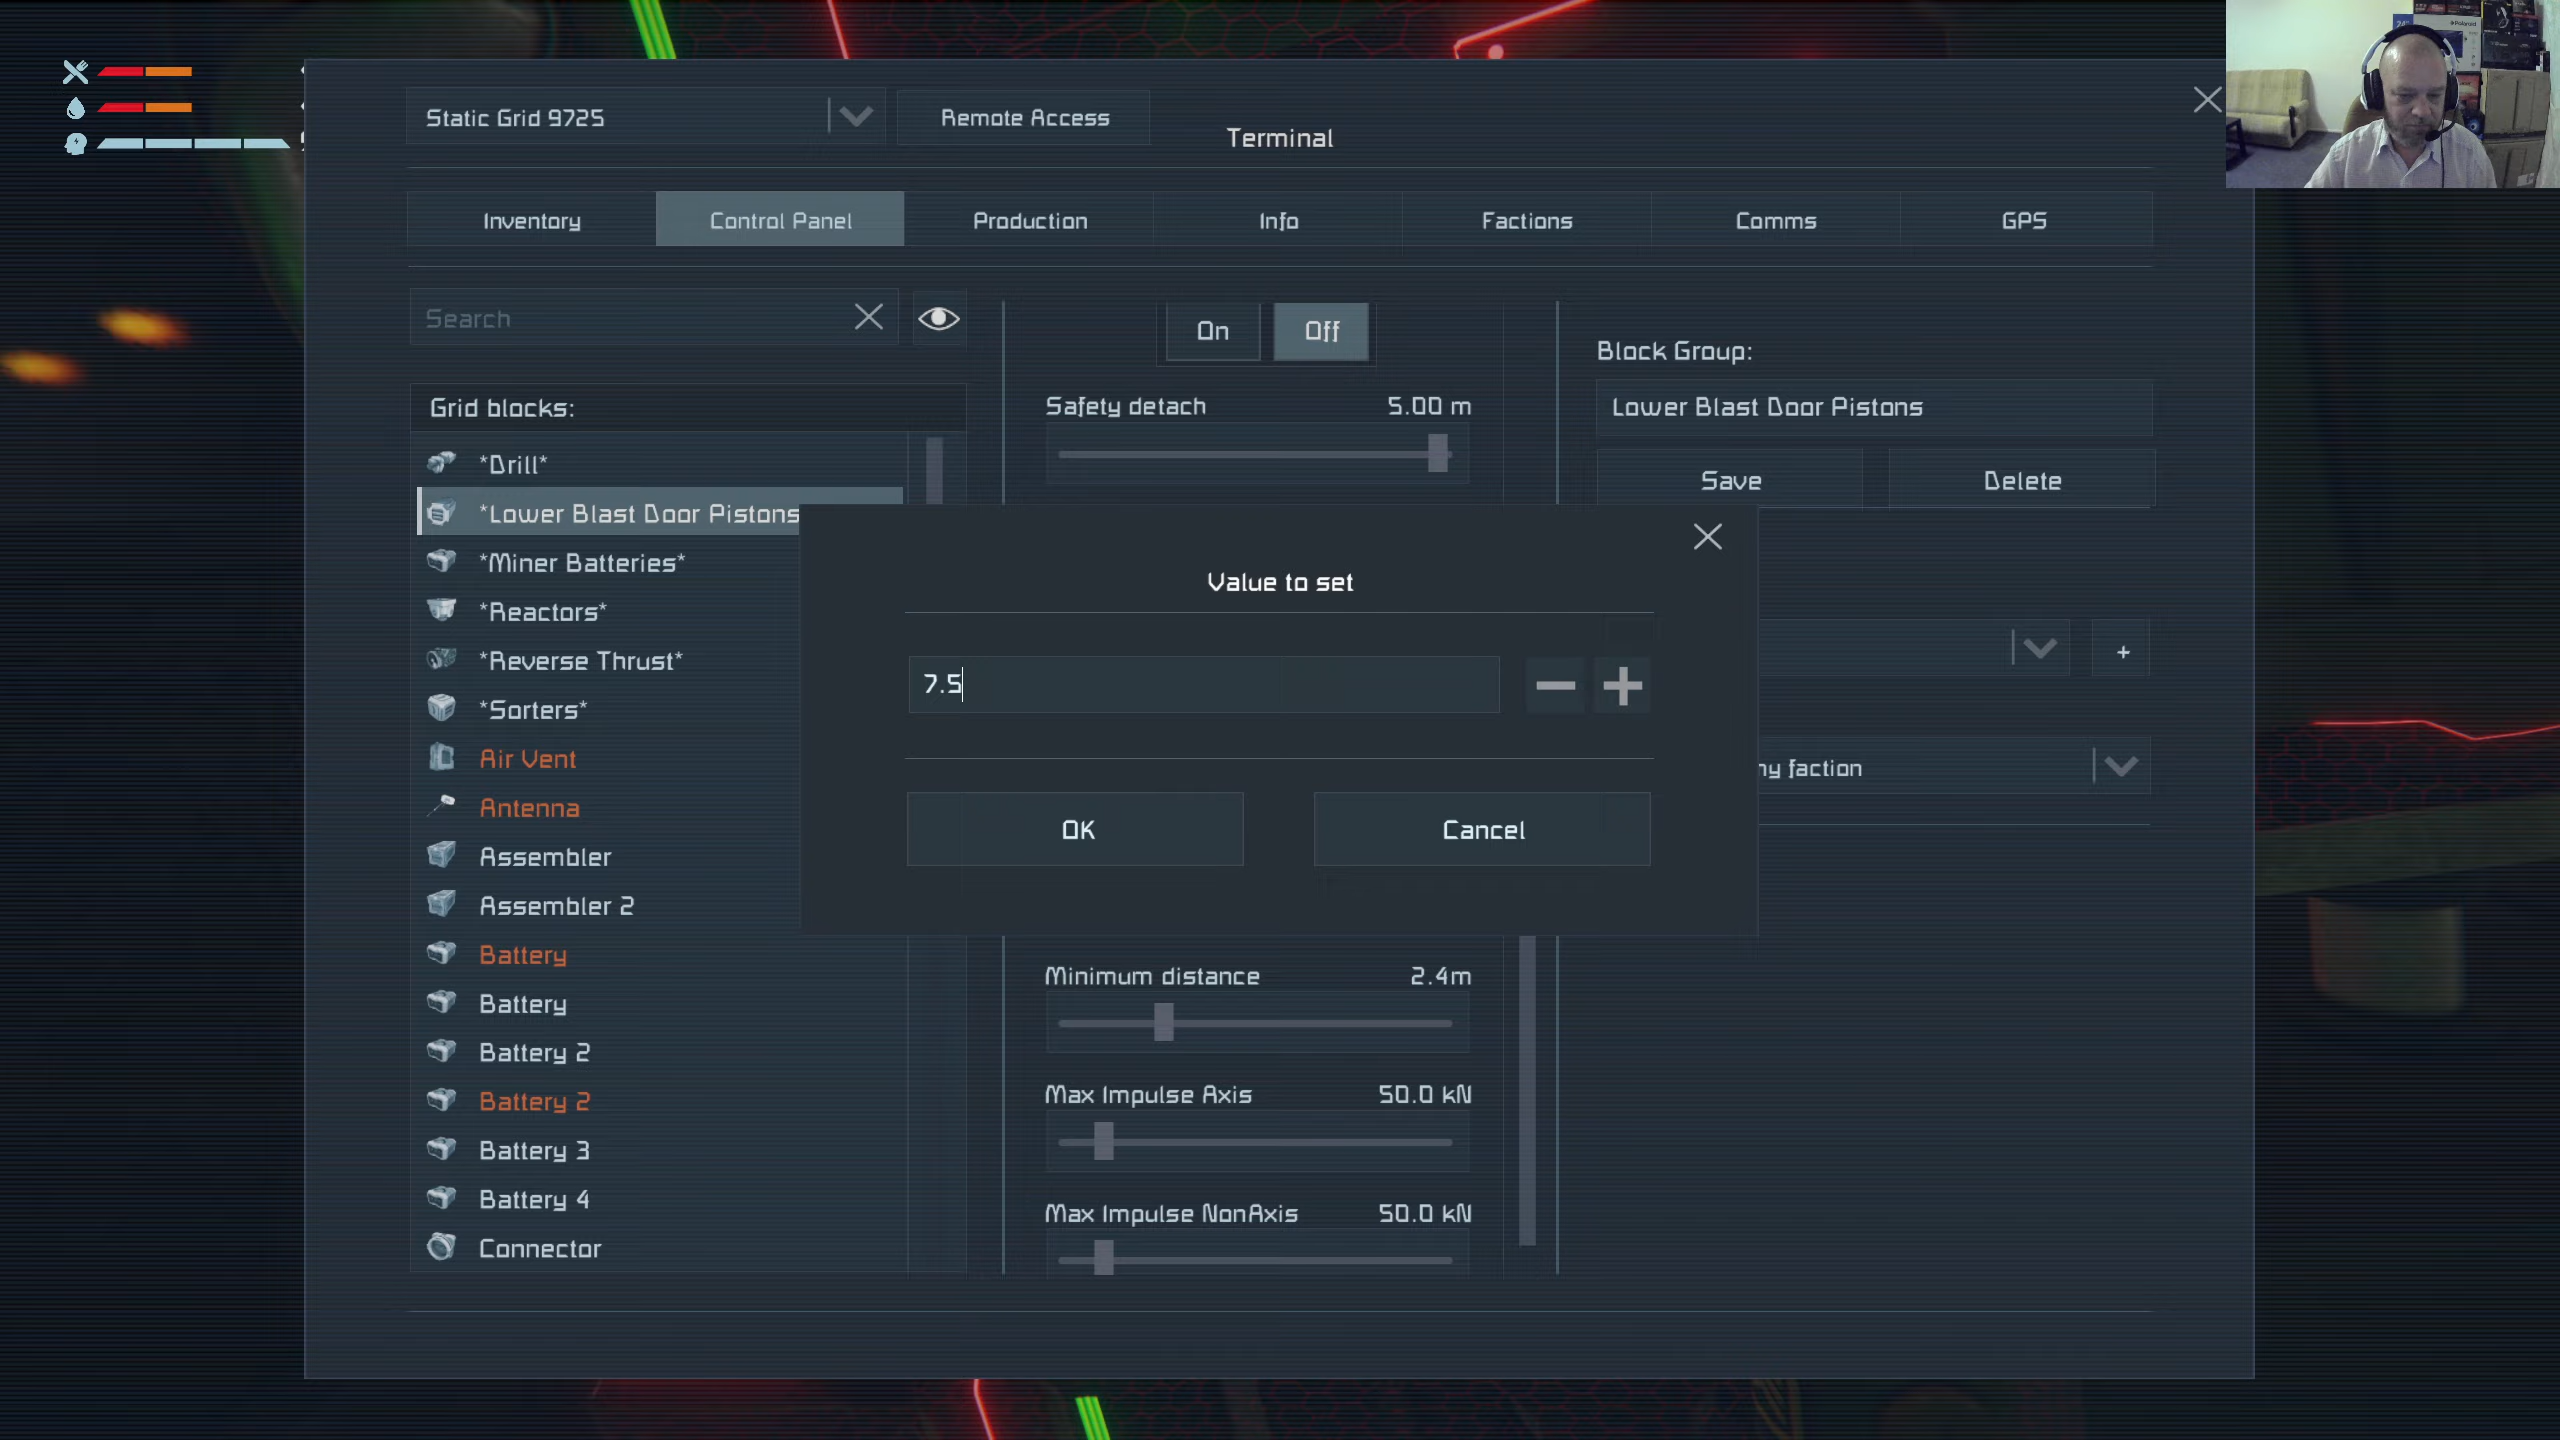 Static Grid 9725
Remote Access
Terminal
Inventory
Control Panel
Production
Info
Factions
Comms
GPS
Search
Grid blocks:
*Drill*
*Lower Blast Door Pistons
*Miner Batteries*
*Reactors*
*Reverse Thrust*
*Sorters*
Air Vent
Antenna
Assembler
Assembler 2
Battery
Battery
Battery 2
Battery 2
Battery 3
Battery 4
Connector
On
Off
Safety detach 5.00 m
Value to set
7.5
OK
Cancel
Minimum distance 2.4m
Max Impulse Axis 50.0 kN
Max Impulse NonAxis 50.0 kN
Block Group:
Lower Blast Door Pistons
Save
Delete
+
faction